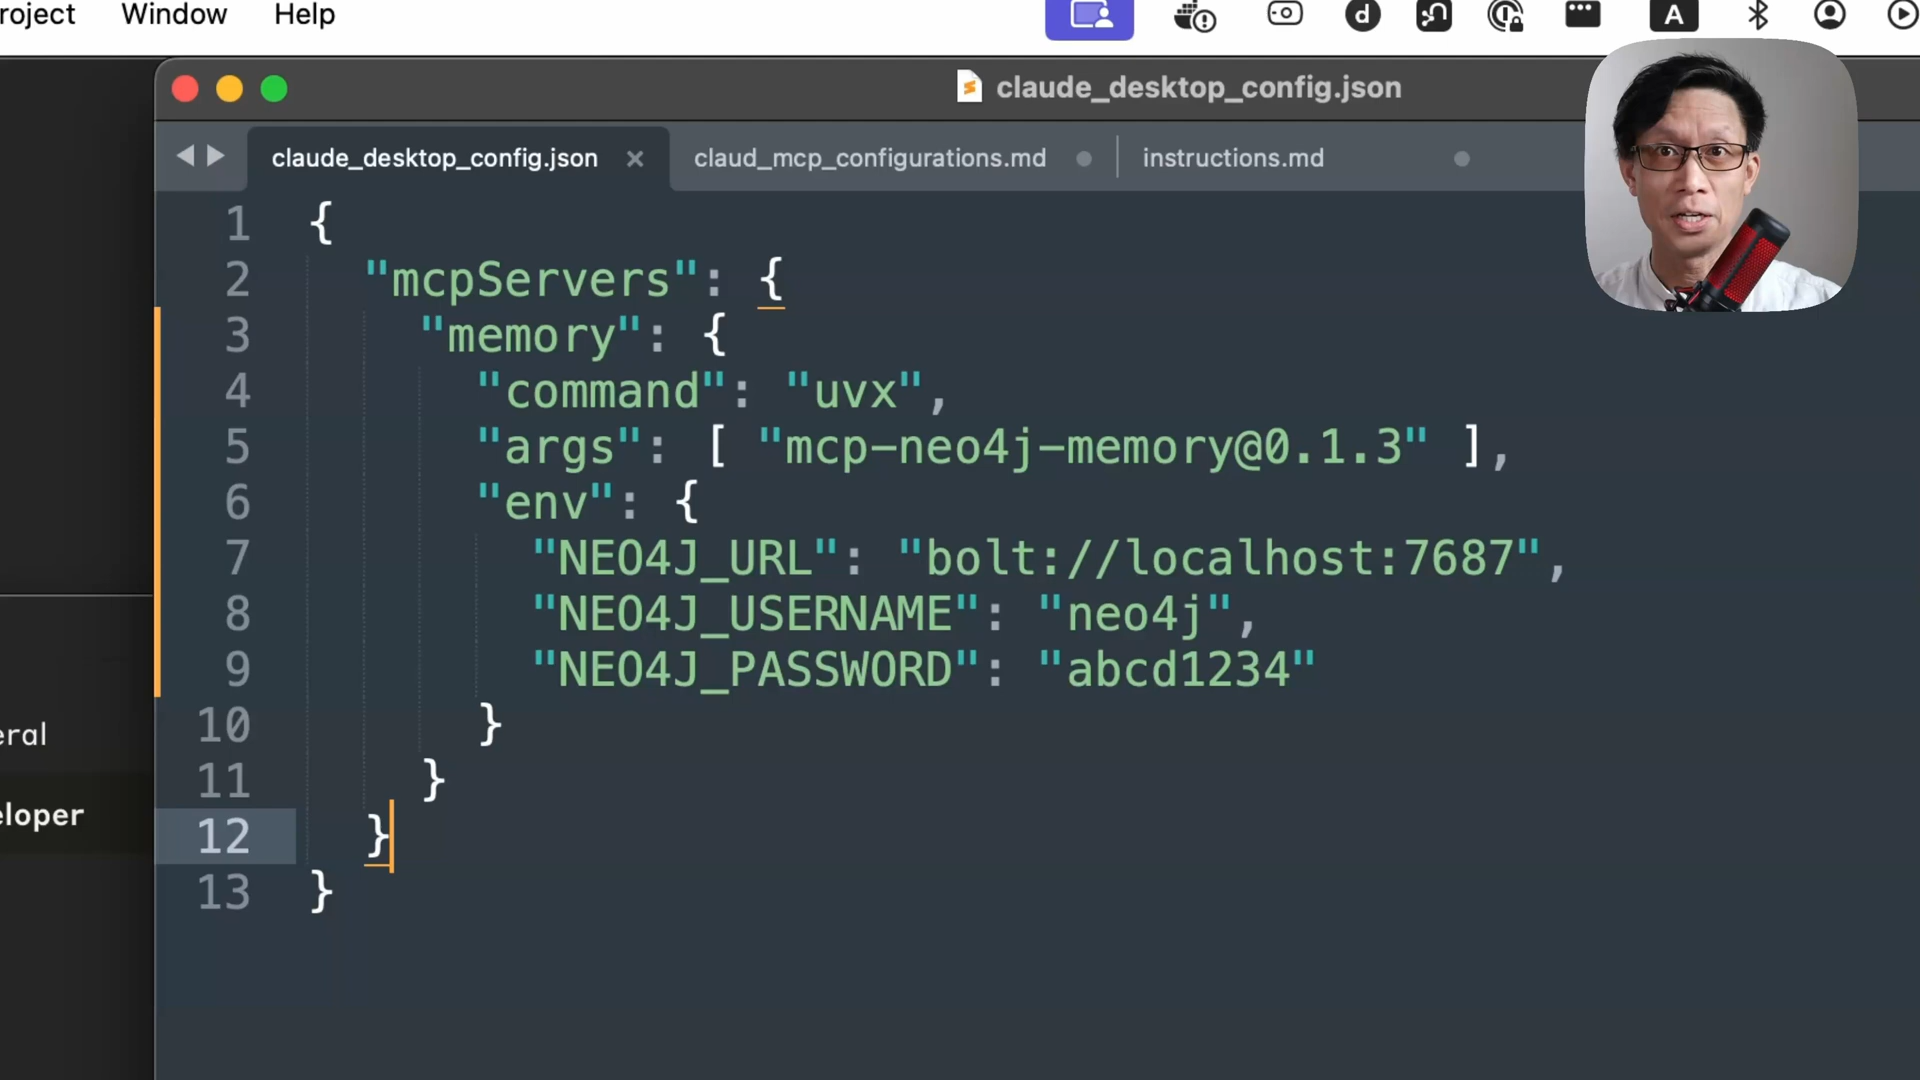 roject Window Help
A
claude_desktop_config.json
claude_desktop_config.json × claud_mcp_configurations.md instructions.md
1 {
2 "mcpServers": {
3 "memory": {
4 "command": "uvx",
5 "args": [ "mcp-neo4j-memory@0.1.3" ],
6 "env": {
7 "NEO4J_URL": "bolt://localhost:7687",
8 "NEO4J_USERNAME": "neo4j",
9 "NEO4J_PASSWORD": "abcd1234"
10 }
11 }
12 }
13 }
eral
eloper